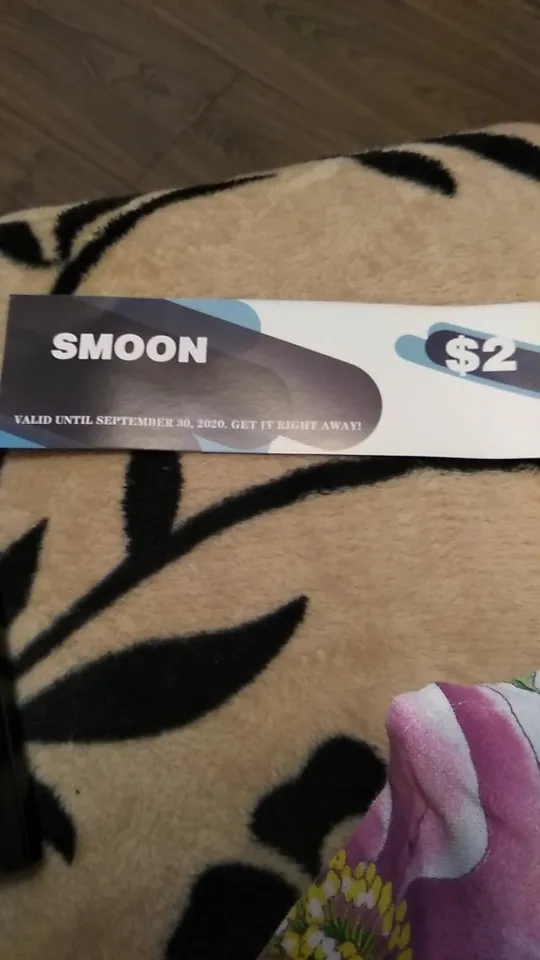 SMOON
$2
VALID UNTIL SEPTEMBER 30, 2020. GET IT RIGHT AWAY!